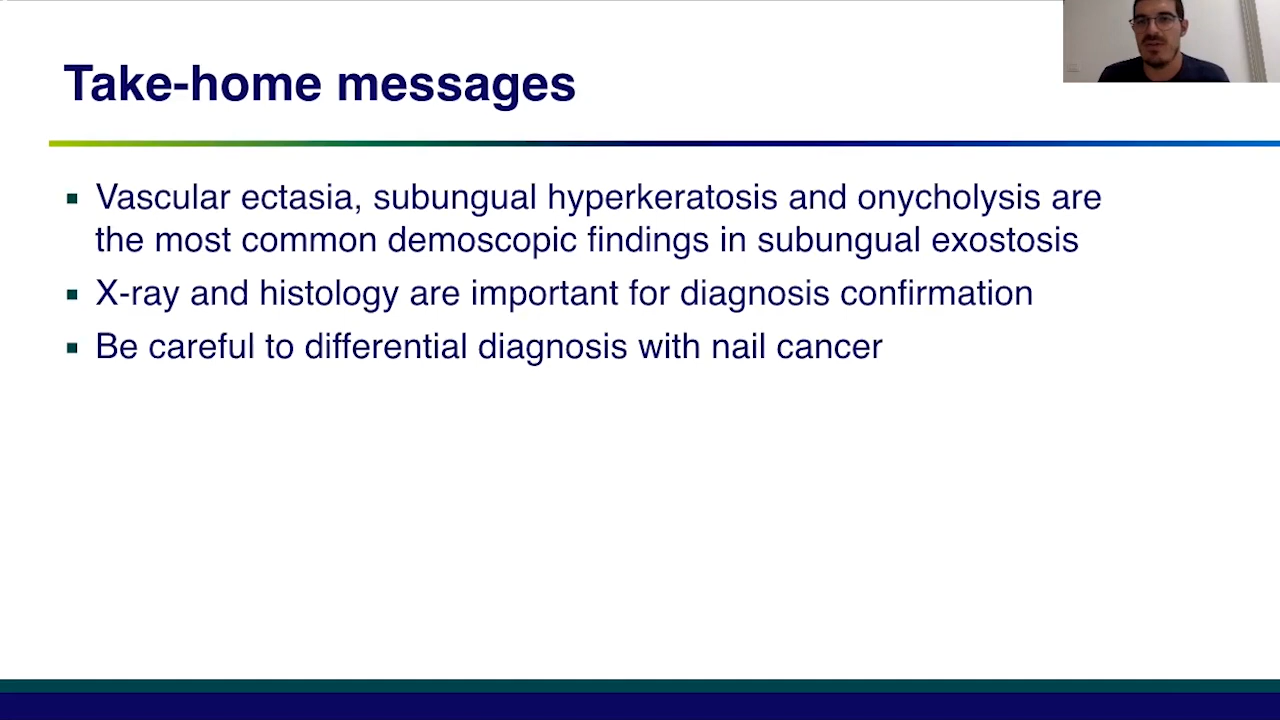 Take-home messages
Vascular ectasia, subungual hyperkeratosis and onycholysis are
the most common demoscopic findings in subungual exostosis
X-ray and histology are important for diagnosis confirmation
Be careful to differential diagnosis with nail cancer